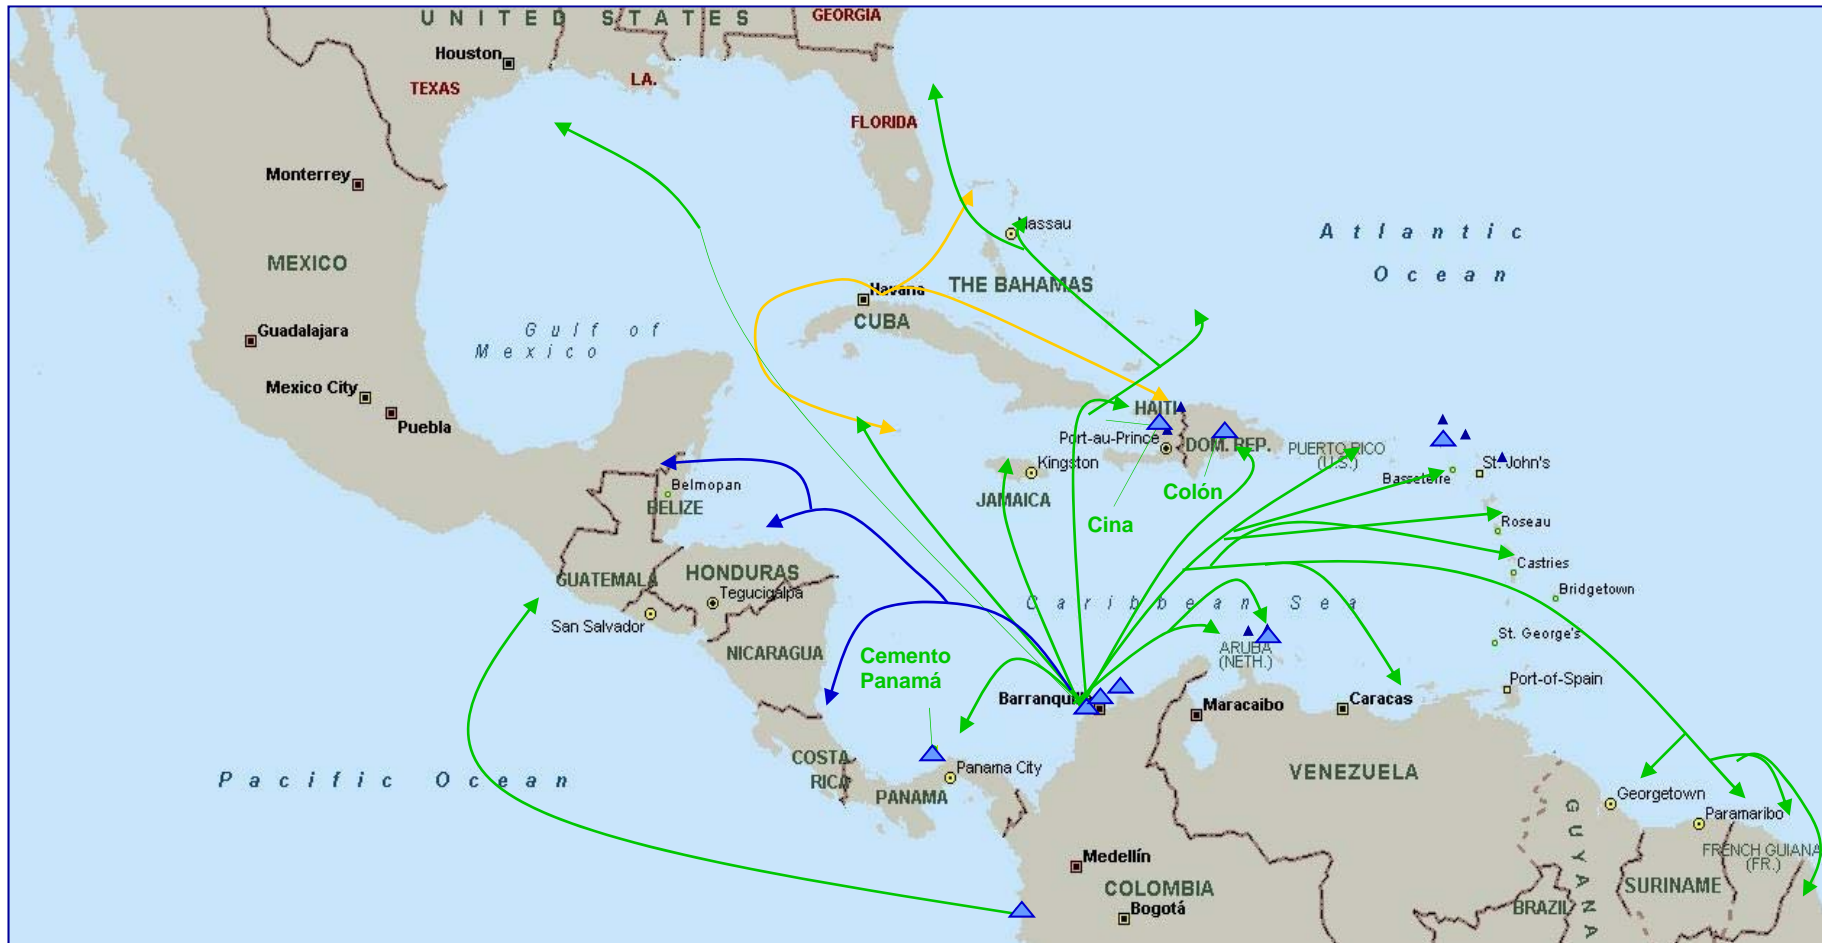 UNITED STATES
GEORGIA
Houston
TEXAS
LA.
FLORIDA
Monterrey
MEXICO
Nassau
THE BAHAMAS
Atlantic
Ocean
Havana
CUBA
Guadalajara
Gulf of
Mexico
Mexico City
Puebla
HAITI
Port-au-Prince
DOM. REP.
PUERTO RICO
(U.S.)
Basseterre
St. John's
Kingston
JAMAICA
Colón
Cina
Belmopan
BELIZE
Roseau
GUATEMALA
HONDURAS
Tegucigalpa
Castries
Bridgetown
Caribbean Sea
San Salvador
St. George's
NICARAGUA
Cemento
Panamá
ARUBA
(NETH.)
Port-of-Spain
Barranquilla
Maracaibo
Caracas
COSTA
RICA
Panama City
PANAMA
Pacific Ocean
VENEZUELA
Georgetown
Paramaribo
GUYANA
FRENCH GUIANA
(FR.)
Medellín
COLOMBIA
Bogotá
SURINAME
BRAZIL